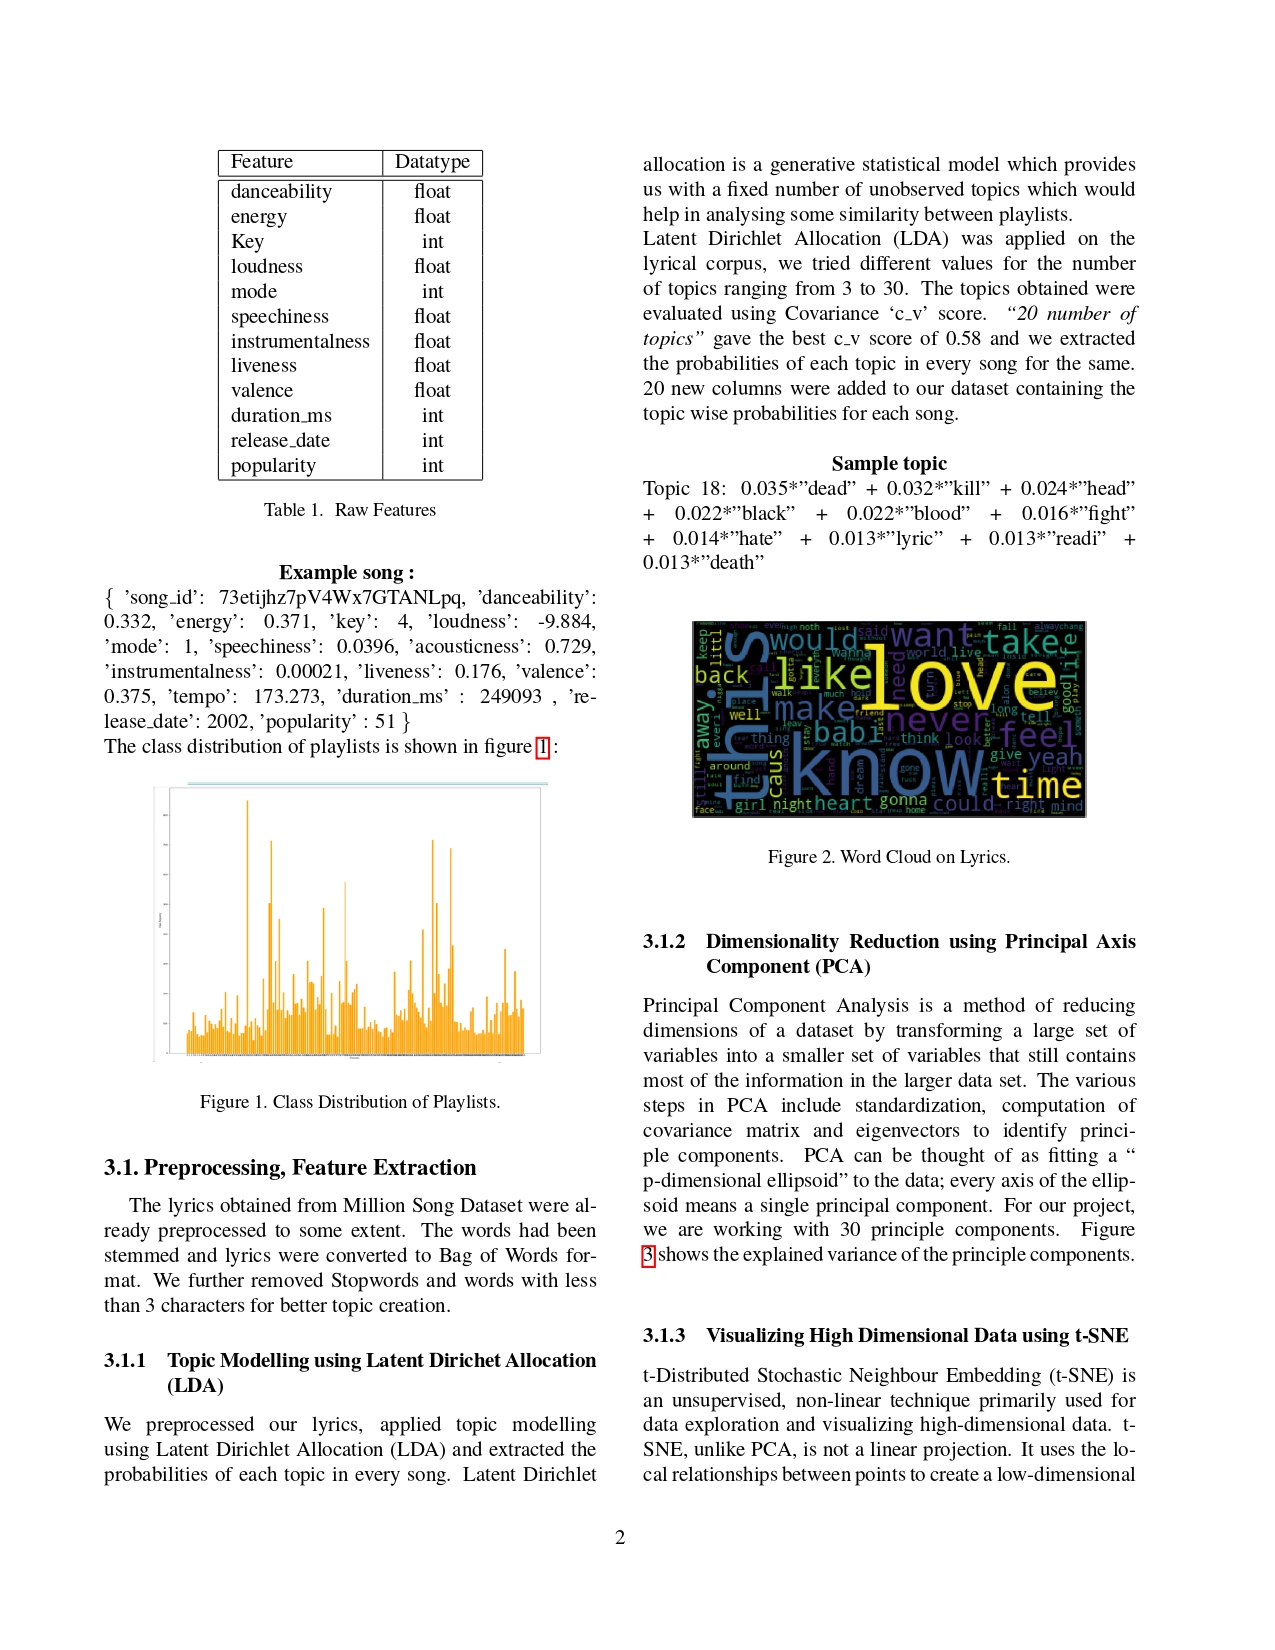 Feature Datatype
danceability float
energy float
Key int
loudness float
mode int
speechiness float
instrumentalness float
liveness float
valence float
duration_ms int
release_date int
popularity int
Table 1. Raw Features
Example song :
{ ’song_id’: 73etijhz7pV4Wx7GTANLpq, ’danceability’:
0.332, ’energy’: 0.371, ’key’: 4, ’loudness’: -9.884,
’mode’: 1, ’speechiness’: 0.0396, ’acousticness’: 0.729,
’instrumentalness’: 0.00021, ’liveness’: 0.176, ’valence’:
0.375, ’tempo’: 173.273, ’duration_ms’ : 249093 , ’re-
lease_date’: 2002, ’popularity’ : 51 }
The class distribution of playlists is shown in figure 1 :
Figure 1. Class Distribution of Playlists.
3.1. Preprocessing, Feature Extraction
The lyrics obtained from Million Song Dataset were al-
ready preprocessed to some extent. The words had been
stemmed and lyrics were converted to Bag of Words for-
mat. We further removed Stopwords and words with less
than 3 characters for better topic creation.
3.1.1 Topic Modelling using Latent Dirichet Allocation
(LDA)
We preprocessed our lyrics, applied topic modelling
using Latent Dirichlet Allocation (LDA) and extracted the
probabilities of each topic in every song. Latent Dirichlet
allocation is a generative statistical model which provides
us with a fixed number of unobserved topics which would
help in analysing some similarity between playlists.
Latent Dirichlet Allocation (LDA) was applied on the
lyrical corpus, we tried different values for the number
of topics ranging from 3 to 30. The topics obtained were
evaluated using Covariance ‘c_v’ score. “20 number of
topics” gave the best c_v score of 0.58 and we extracted
the probabilities of each topic in every song for the same.
20 new columns were added to our dataset containing the
topic wise probabilities for each song.
Sample topic
Topic 18: 0.035*”dead” + 0.032*”kill” + 0.024*”head”
+ 0.022*”black” + 0.022*”blood” + 0.016*”fight”
+ 0.014*”hate” + 0.013*”lyric” + 0.013*”readi” +
0.013*”death”
keep littl would said want take life
back like love need world live good
this make never feel
away well babi think look long tell
thing caus know give yeah
around find time
still girl night heart gonna could right mind
face home
Figure 2. Word Cloud on Lyrics.
3.1.2 Dimensionality Reduction using Principal Axis
Component (PCA)
Principal Component Analysis is a method of reducing
dimensions of a dataset by transforming a large set of
variables into a smaller set of variables that still contains
most of the information in the larger data set. The various
steps in PCA include standardization, computation of
covariance matrix and eigenvectors to identify princi-
ple components. PCA can be thought of as fitting a “
p-dimensional ellipsoid” to the data; every axis of the ellip-
soid means a single principal component. For our project,
we are working with 30 principle components. Figure
3 shows the explained variance of the principle components.
3.1.3 Visualizing High Dimensional Data using t-SNE
t-Distributed Stochastic Neighbour Embedding (t-SNE) is
an unsupervised, non-linear technique primarily used for
data exploration and visualizing high-dimensional data. t-
SNE, unlike PCA, is not a linear projection. It uses the lo-
cal relationships between points to create a low-dimensional
2